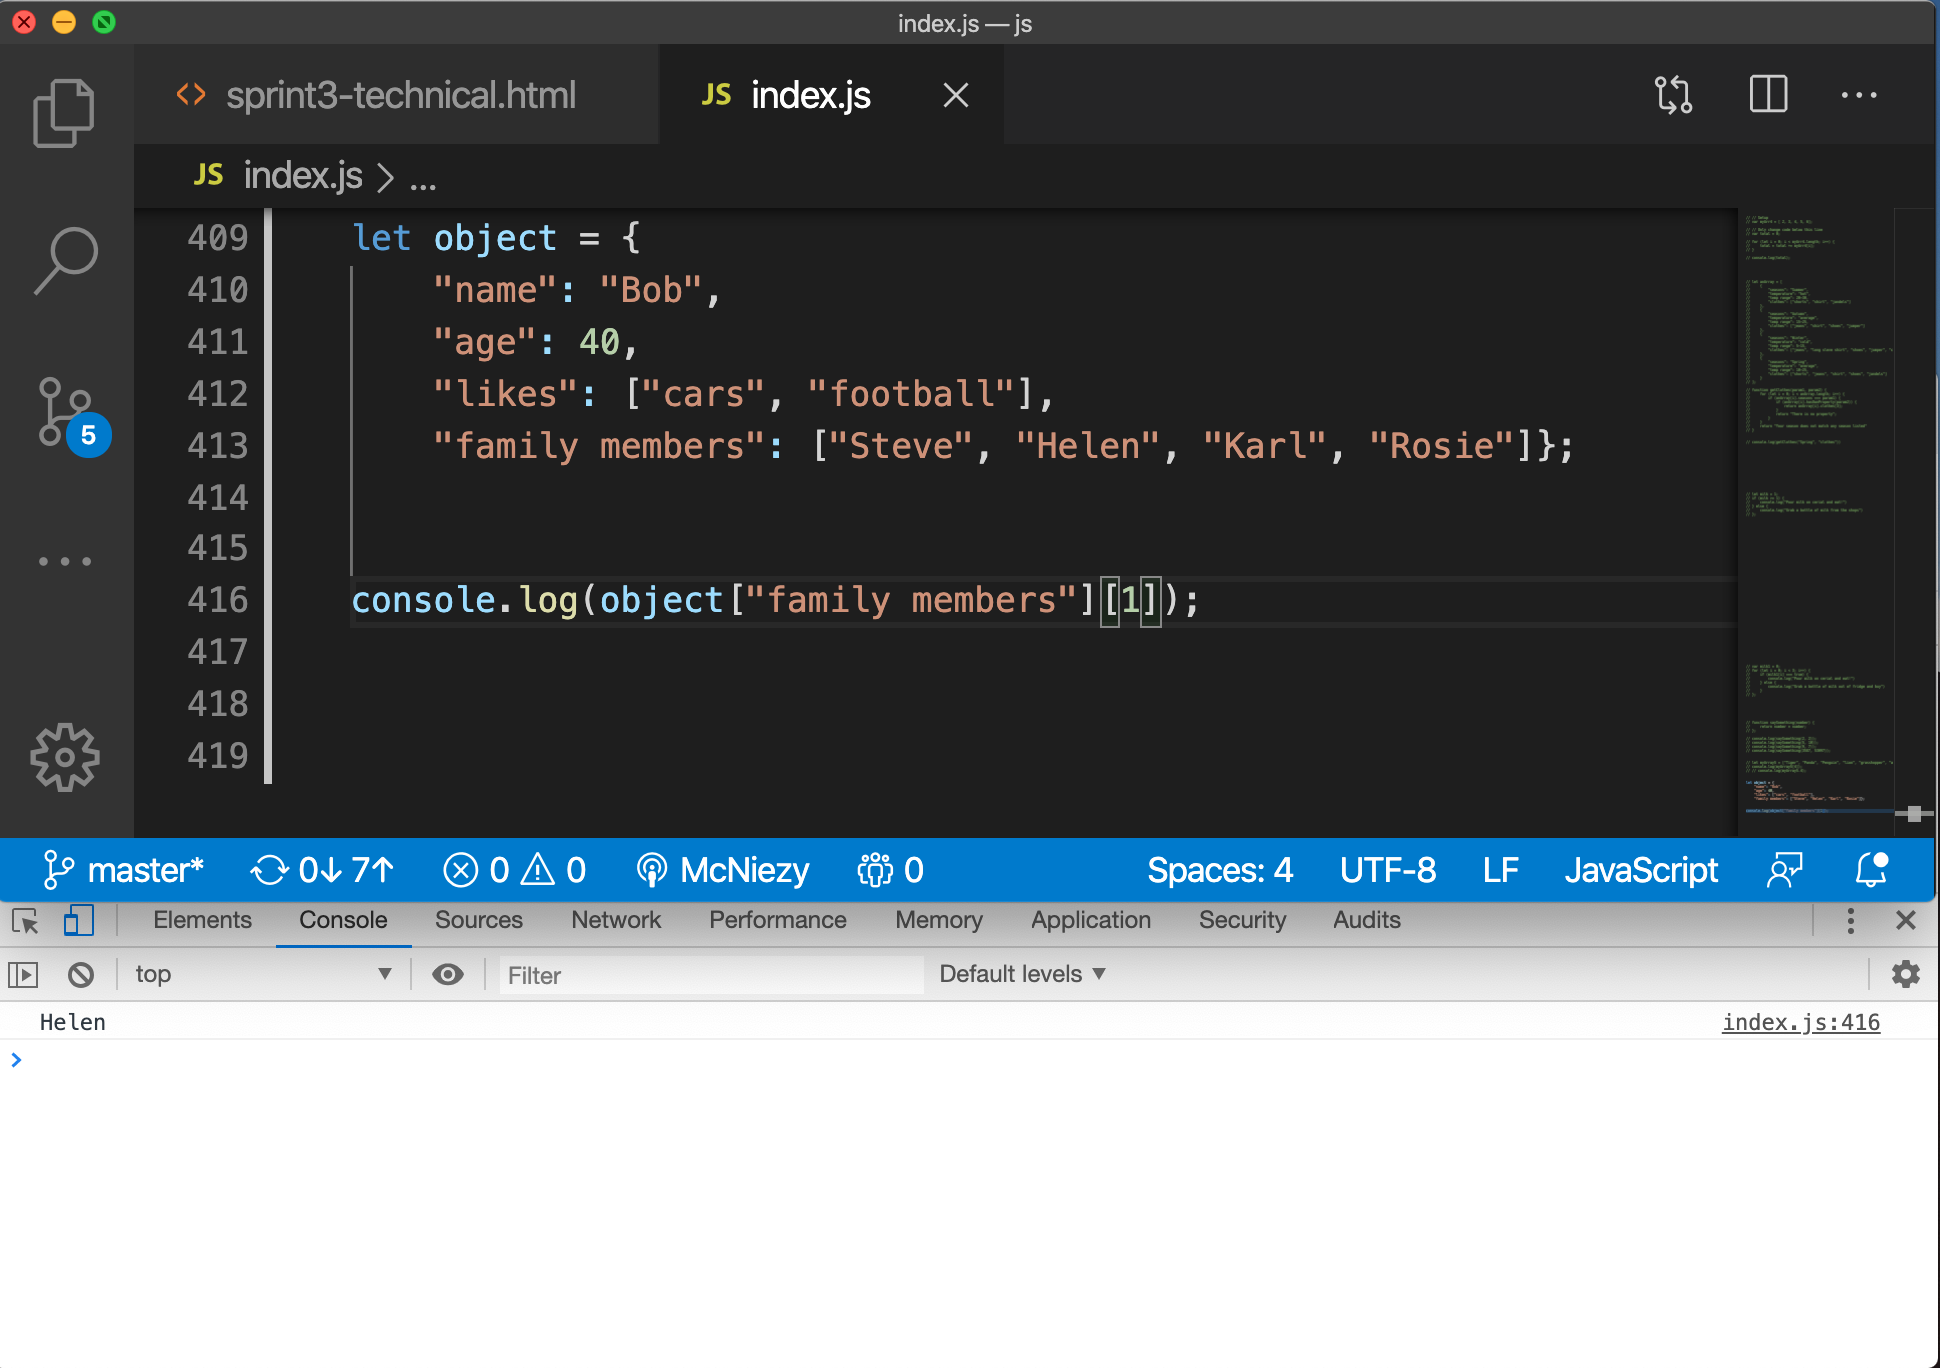 index.js — js
sprint3-technical.html
JS index.js
JS index.js > ...
409 let object = {
410 "name": "Bob",
411 "age": 40,
412 "likes": ["cars", "football"],
413 "family members": ["Steve", "Helen", "Karl", "Rosie"]};
414
415
416 console.log(object["family members"][1]);
417
418
419
5
master* 0↓ 7↑ 0 0 McNiezy 0 Spaces: 4 UTF-8 LF JavaScript
Elements Console Sources Network Performance Memory Application Security Audits
top Filter Default levels
Helen index.js:416
>